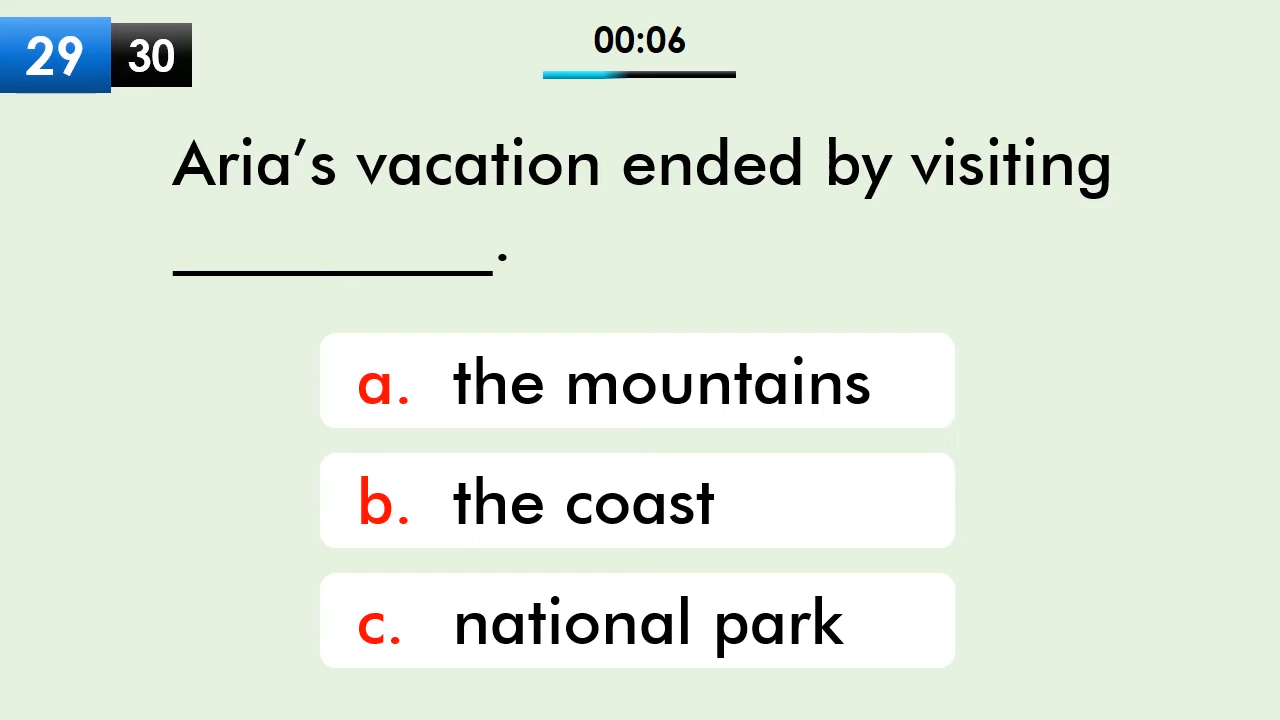 29 30
00:06
Aria’s vacation ended by visiting
__________.
a. the mountains
b. the coast
c. national park